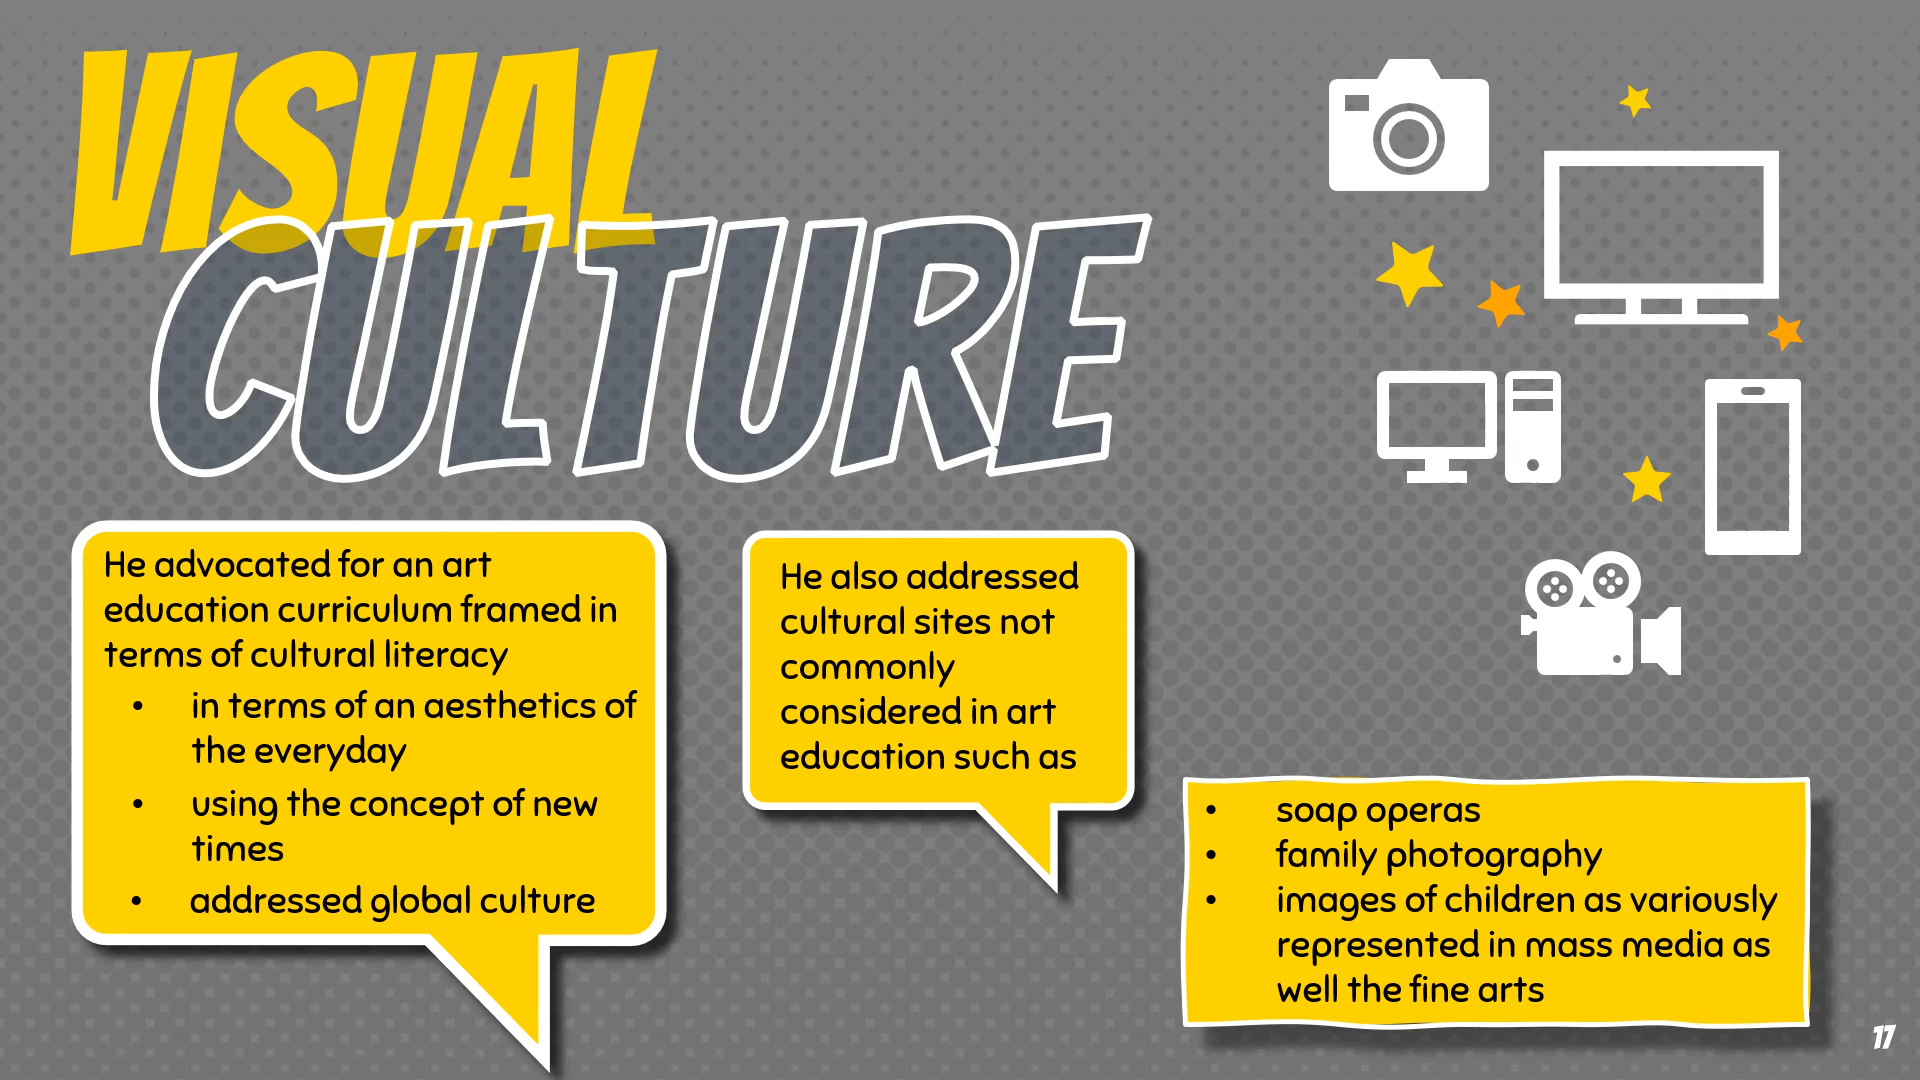 VISUAL
CULTURE
He advocated for an art
education curriculum framed in
terms of cultural literacy
• in terms of an aesthetics of
the everyday
• using the concept of new
times
• addressed global culture
He also addressed
cultural sites not
commonly
considered in art
education such as
• soap operas
• family photography
• images of children as variously
represented in mass media as
well the fine arts
17